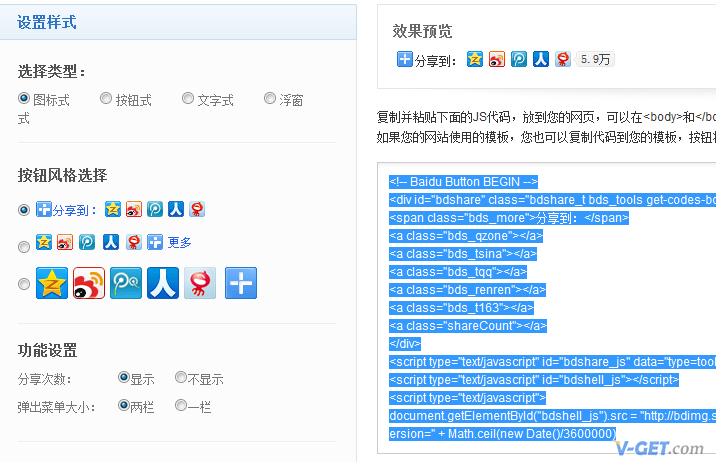 设置样式
选择类型：
图标式
按钮式
文字式
浮窗式
按钮风格选择
分享到：
更多
功能设置
分享次数：
显示
不显示
弹出菜单大小：
两栏
一栏
效果预览
分享到：
5.9万
复制并粘贴下面的JS代码，放到您的网页，可以在<body>和</bo
如果您的网站使用的模板，您也可以复制代码到您的模板，按钮
<!-- Baidu Button BEGIN -->
<div id="bdshare" class="bdshare_t bds_tools get-codes-bd
<span class="bds_more">分享到：</span>
<a class="bds_qzone"></a>
<a class="bds_tsina"></a>
<a class="bds_tqq"></a>
<a class="bds_renren"></a>
<a class="bds_t163"></a>
<a class="shareCount"></a>
</div>
<script type="text/javascript" id="bdshare_js" data="type=tool
<script type="text/javascript" id="bdshell_js"></script>
<script type="text/javascript">
document.getElementById("bdshell_js").src = "http://bdimg.s
ersion=" + Math.ceil(new Date()/3600000)
V-GET.com